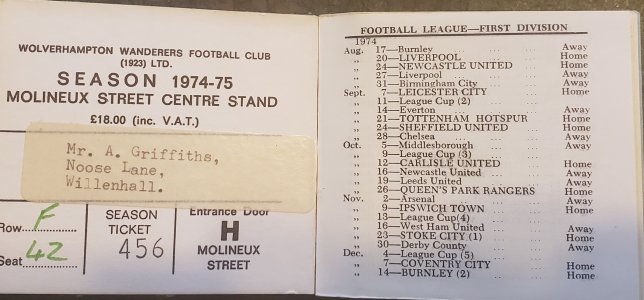 WOLVERHAMPTON WANDERERS FOOTBALL CLUB
(1923) LTD.
SEASON 1974-75
MOLINEUX STREET CENTRE STAND
£18.00 (inc. V.A.T.)
Mr. A. Griffiths,
Noose Lane,
Willenhall.
Row F
Seat 42
SEASON
TICKET
456
Entrance Door
H
MOLINEUX
STREET
FOOTBALL LEAGUE—FIRST DIVISION
1974
Aug. 17—Burnley ... ... Away
„ 20—LIVERPOOL ... Home
„ 24—NEWCASTLE UNITED ... Home
„ 27—Liverpool ... ... Away
„ 31—Birmingham City ... ... Away
Sept. 7—LEICESTER CITY ... Home
„ 11—League Cup (2) ... ...
„ 14—Everton ... ... Away
„ 21—TOTTENHAM HOTSPUR ... Home
„ 24—SHEFFIELD UNITED ... Home
„ 28—Chelsea ... ... Away
Oct. 5—Middlesborough ... ... Away
„ 9—League Cup (3) ... ...
„ 12—CARLISLE UNITED ... Home
„ 16—Newcastle United ... ... Away
„ 19—Leeds United ... ... Away
„ 26—QUEEN'S PARK RANGERS ... Home
Nov. 2—Arsenal ... ... Away
„ 9—IPSWICH TOWN ... Home
„ 13—League Cup(4) ... ...
„ 16—West Ham United ... ... Away
„ 23—STOKE CITY (1) ... Home
„ 30—Derby County ... ... Away
Dec. 4—League Cup (5) ... ...
„ 7—COVENTRY CITY ... Home
„ 14—BURNLEY (2) ... Home